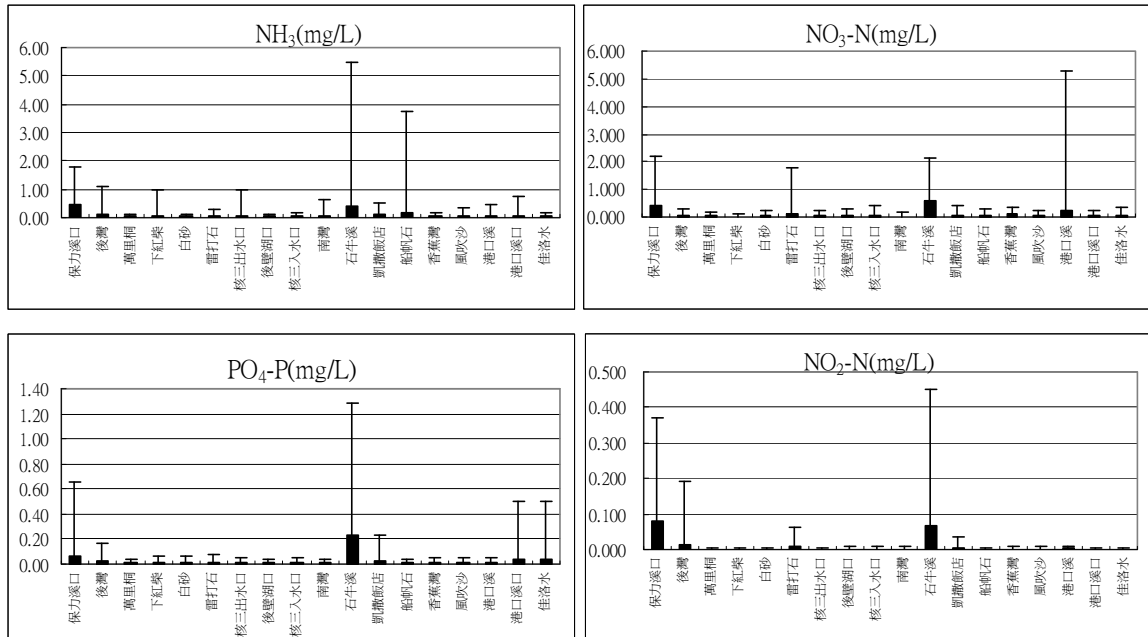 NH₃(mg/L)
6.00
5.00
4.00
3.00
2.00
1.00
0.00
保力溪口
後灣
萬里桐
下紅柴
白砂
雷打石
核三出水口
後壁湖口
核三入水口
南灣
石牛溪
凱撒飯店
船帆石
香蕉灣
風吹沙
港口溪
港口溪口
佳洛水
NO₃-N(mg/L)
6.000
5.000
4.000
3.000
2.000
1.000
0.000
保力溪口
後灣
萬里桐
下紅柴
白砂
雷打石
核三出水口
後壁湖口
核三入水口
南灣
石牛溪
凱撒飯店
船帆石
香蕉灣
風吹沙
港口溪
港口溪口
佳洛水
PO₄-P(mg/L)
1.40
1.20
1.00
0.80
0.60
0.40
0.20
0.00
保力溪口
後灣
萬里桐
下紅柴
白砂
雷打石
核三出水口
後壁湖口
核三入水口
南灣
石牛溪
凱撒飯店
船帆石
香蕉灣
風吹沙
港口溪
港口溪口
佳洛水
NO₂-N(mg/L)
0.500
0.400
0.300
0.200
0.100
0.000
保力溪口
後灣
萬里桐
下紅柴
白砂
雷打石
核三出水口
後壁湖口
核三入水口
南灣
石牛溪
凱撒飯店
船帆石
香蕉灣
風吹沙
港口溪
港口溪口
佳洛水